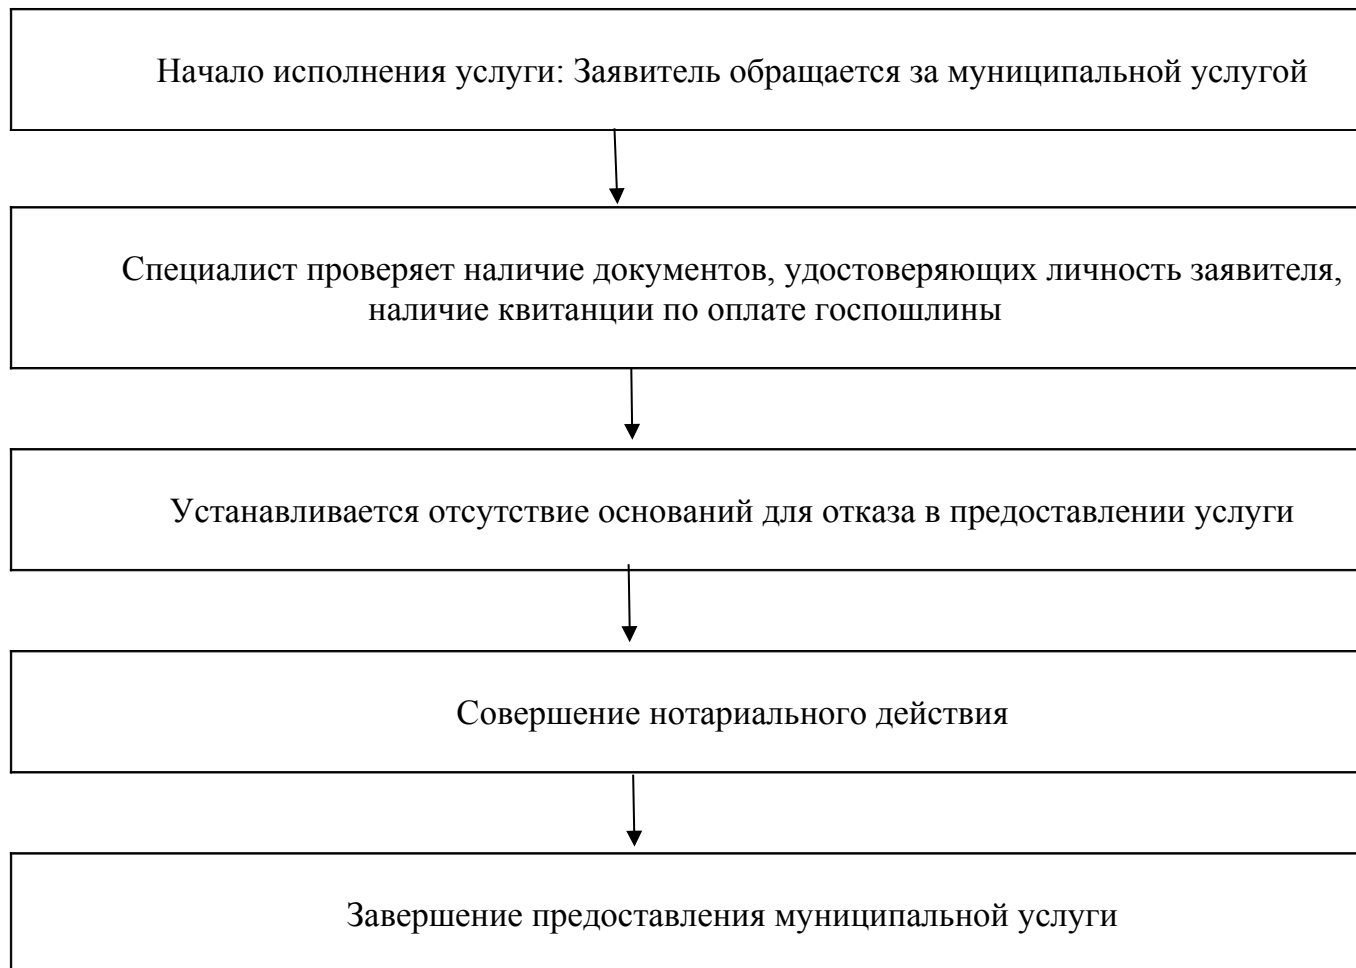 Начало исполнения услуги: Заявитель обращается за муниципальной услугой
Специалист проверяет наличие документов, удостоверяющих личность заявителя,
наличие квитанции по оплате госпошлины
Устанавливается отсутствие оснований для отказа в предоставлении услуги
Совершение нотариального действия
Завершение предоставления муниципальной услуги